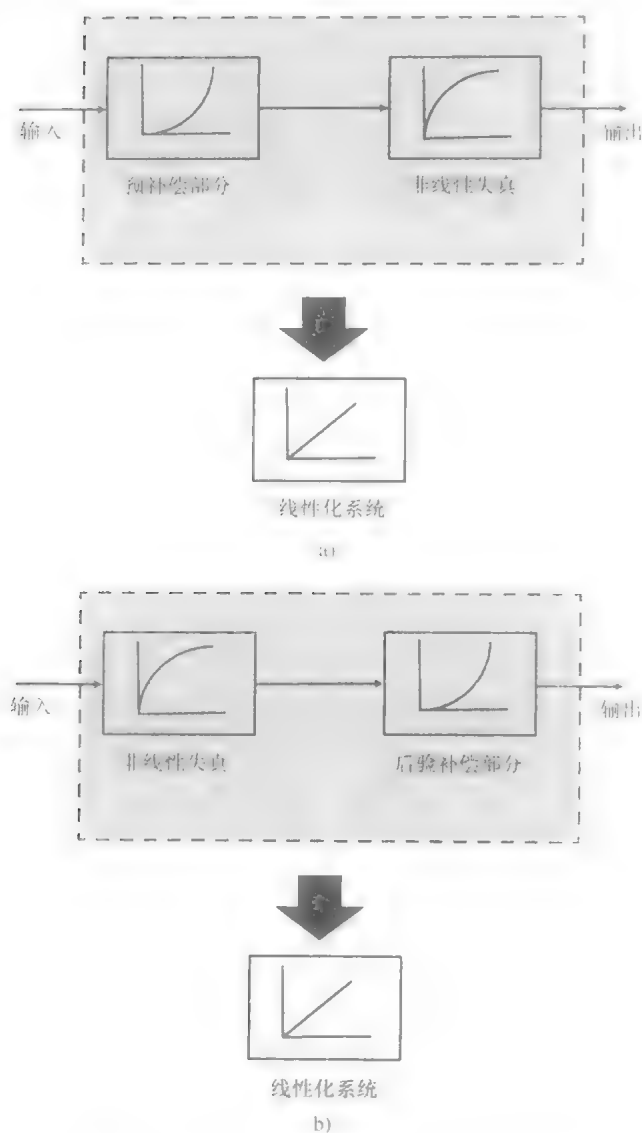 输入
输出
预补偿部分
非线性失真
线性化系统
a)
输入
输出
非线性失真
后验补偿部分
线性化系统
b)